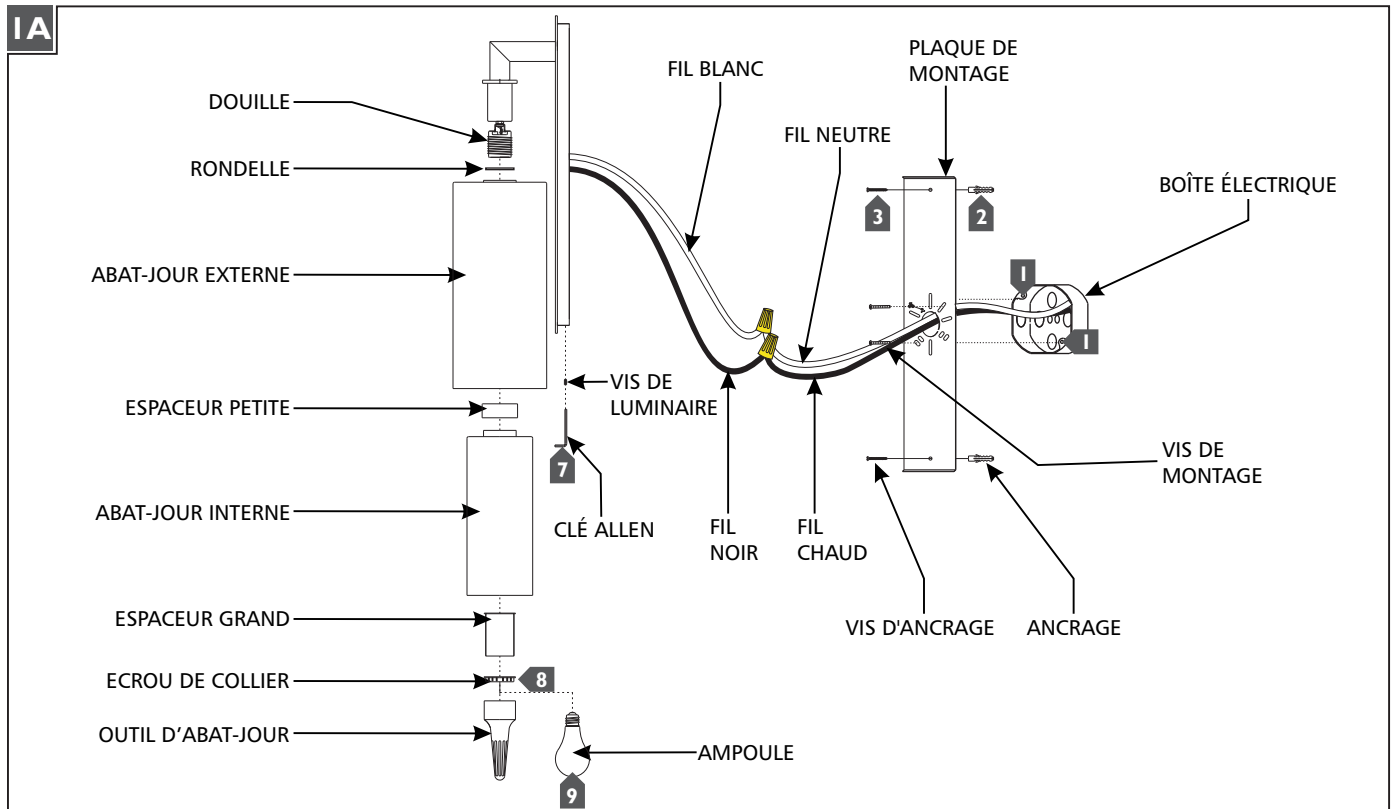 1A
PLAQUE DE
MONTAGE
FIL BLANC
DOUILLE
FIL NEUTRE
RONDELLE
BOÎTE ÉLECTRIQUE
3
2
ABAT-JOUR EXTERNE
1
1
VIS DE
LUMINAIRE
ESPACEUR PETITE
7
VIS DE
MONTAGE
ABAT-JOUR INTERNE
CLÉ ALLEN
FIL
NOIR
FIL
CHAUD
ESPACEUR GRAND
VIS D'ANCRAGE
ANCRAGE
ECROU DE COLLIER
8
OUTIL D’ABAT-JOUR
AMPOULE
9